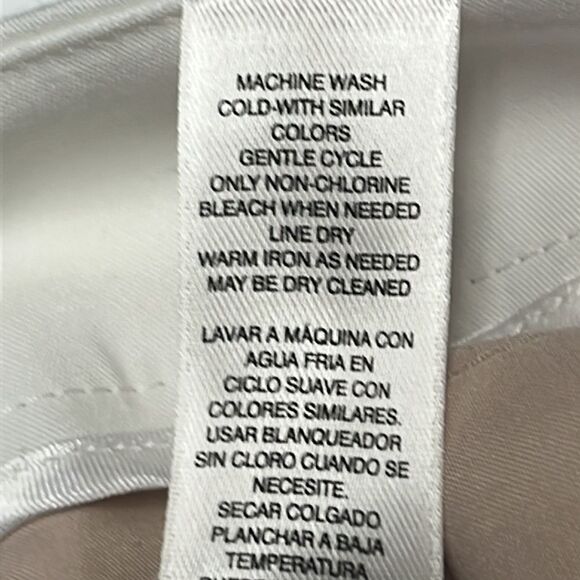 MACHINE WASH
COLD-WITH SIMILAR
COLORS
GENTLE CYCLE
ONLY NON-CHLORINE
BLEACH WHEN NEEDED
LINE DRY
WARM IRON AS NEEDED
MAY BE DRY CLEANED
LAVAR A MÁQUINA CON
AGUA FRIA EN
CICLO SUAVE CON
COLORES SIMILARES.
USAR BLANQUEADOR
SIN CLORO CUANDO SE
NECESITE.
SECAR COLGADO
PLANCHAR A BAJA
TEMPERATURA